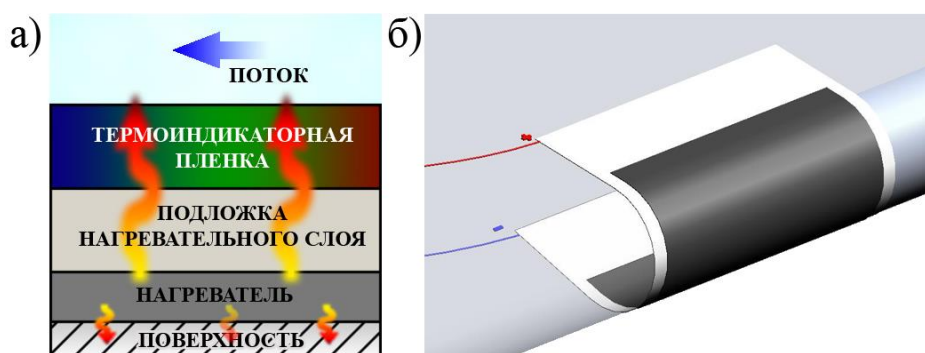 а)
ПОТОК
ТЕРМОИНДИКАТОРНАЯ
ПЛЕНКА
ПОДЛОЖКА
НАГРЕВАТЕЛЬНОГО СЛОЯ
НАГРЕВАТЕЛЬ
ПОВЕРХНОСТЬ
б)